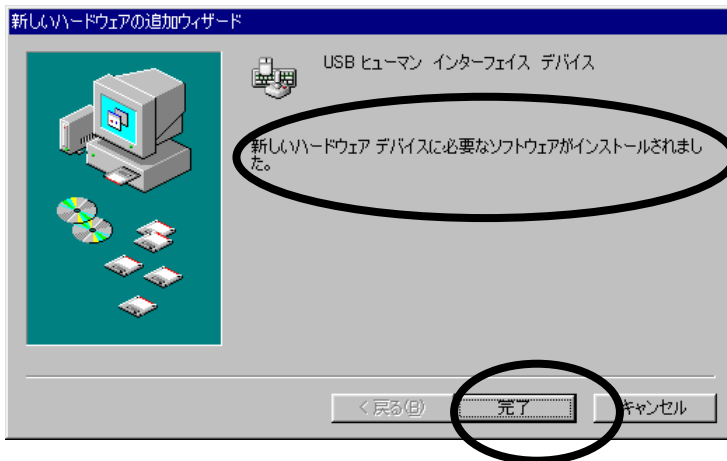 新しいハードウェアの追加ウィザード
USB ヒューマン インターフェイス デバイス
新しいハードウェア デバイスに必要なソフトウェアがインストールされまし
た。
< 戻る(B) 完了 キャンセル